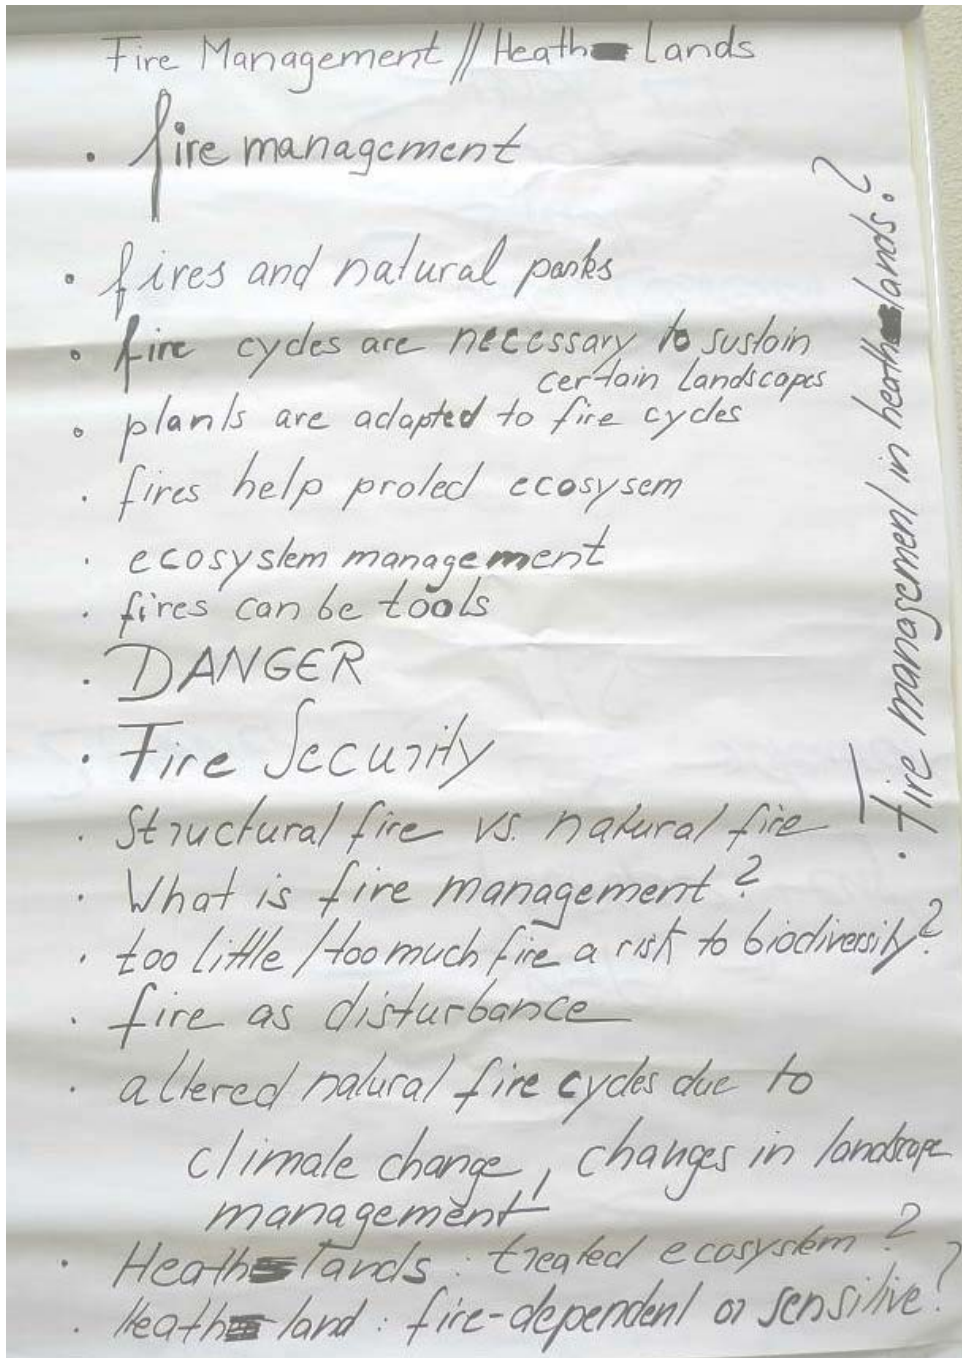 Fire Management // Heath lands
• fire management
• fires and natural parks
• fire cycles are necessary to sustain
certain landscapes
• plants are adapted to fire cycles
• fires help protect ecosysem
• ecosystem management
• fires can be tools
• DANGER
• Fire Security
• Structural fire vs. natural fire
• What is fire management?
• too little / too much fire a risk to biodiversity?
• fire as disturbance
• altered natural fire cycles due to
climate change, changes in landscape
management
• Heath lands: treated ecosystem?
• Heath land: fire-dependent or sensitive?
• Fire management in heath lands?